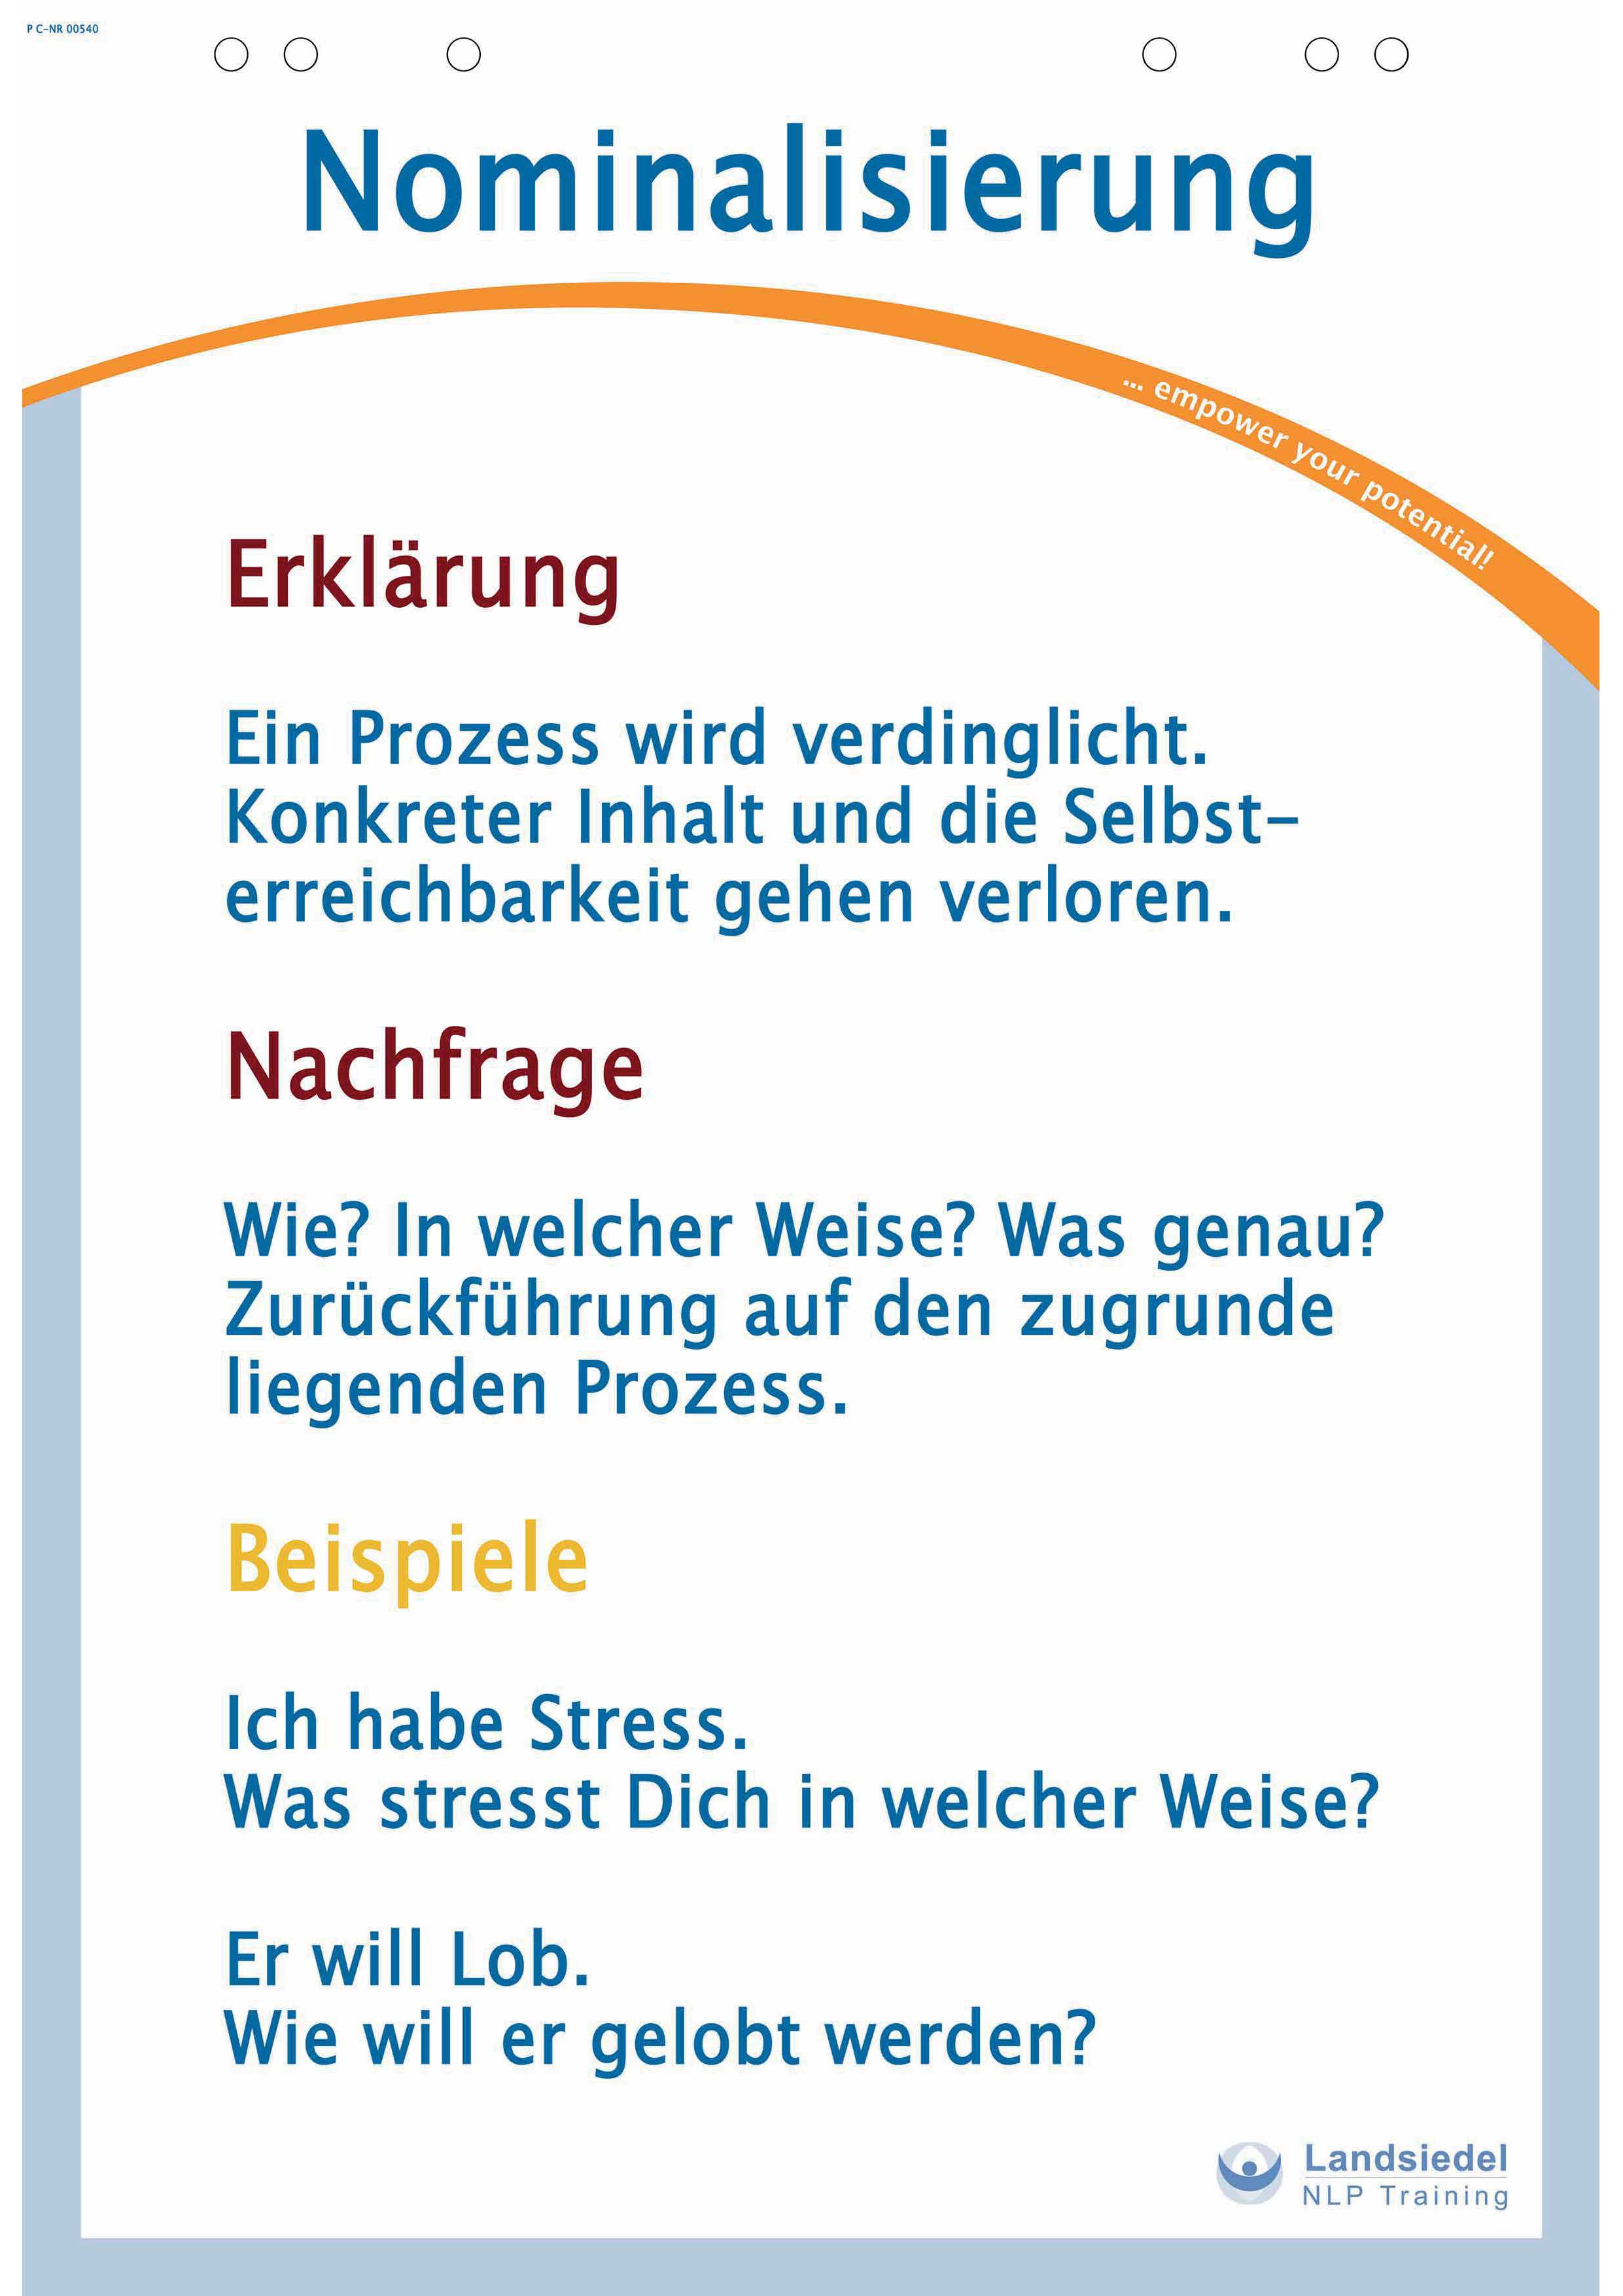 P C-NR 00540
Nominalisierung
... empower your potential!
Erklärung
Ein Prozess wird verdinglicht.
Konkreter Inhalt und die Selbst-
erreichbarkeit gehen verloren.
Nachfrage
Wie? In welcher Weise? Was genau?
Zurückführung auf den zugrunde
liegenden Prozess.
Beispiele
Ich habe Stress.
Was stresst Dich in welcher Weise?
Er will Lob.
Wie will er gelobt werden?
Landsiedel
NLP Training